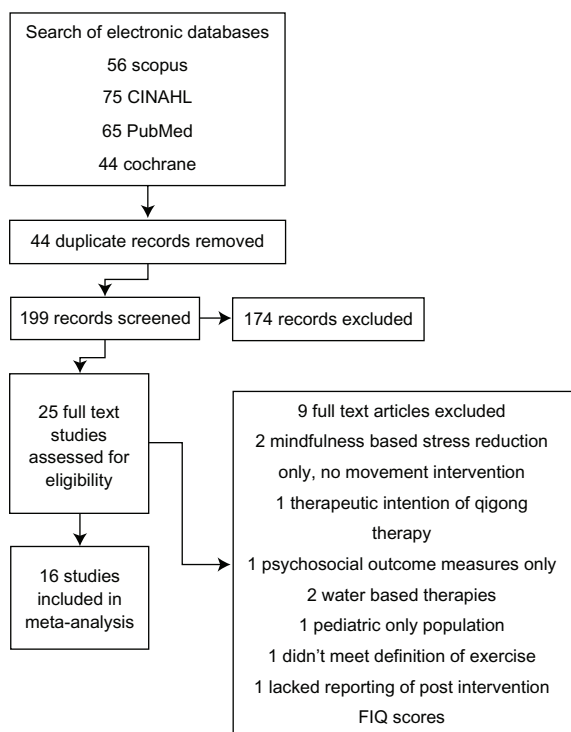 Search of electronic databases
56 scopus
75 CINAHL
65 PubMed
44 cochrane
44 duplicate records removed
199 records screened
174 records excluded
25 full text
studies
assessed for
eligibility
9 full text articles excluded
2 mindfulness based stress reduction
only, no movement intervention
1 therapeutic intention of qigong
therapy
1 psychosocial outcome measures only
2 water based therapies
1 pediatric only population
1 didn’t meet definition of exercise
1 lacked reporting of post intervention
FIQ scores
16 studies
included in
meta-analysis